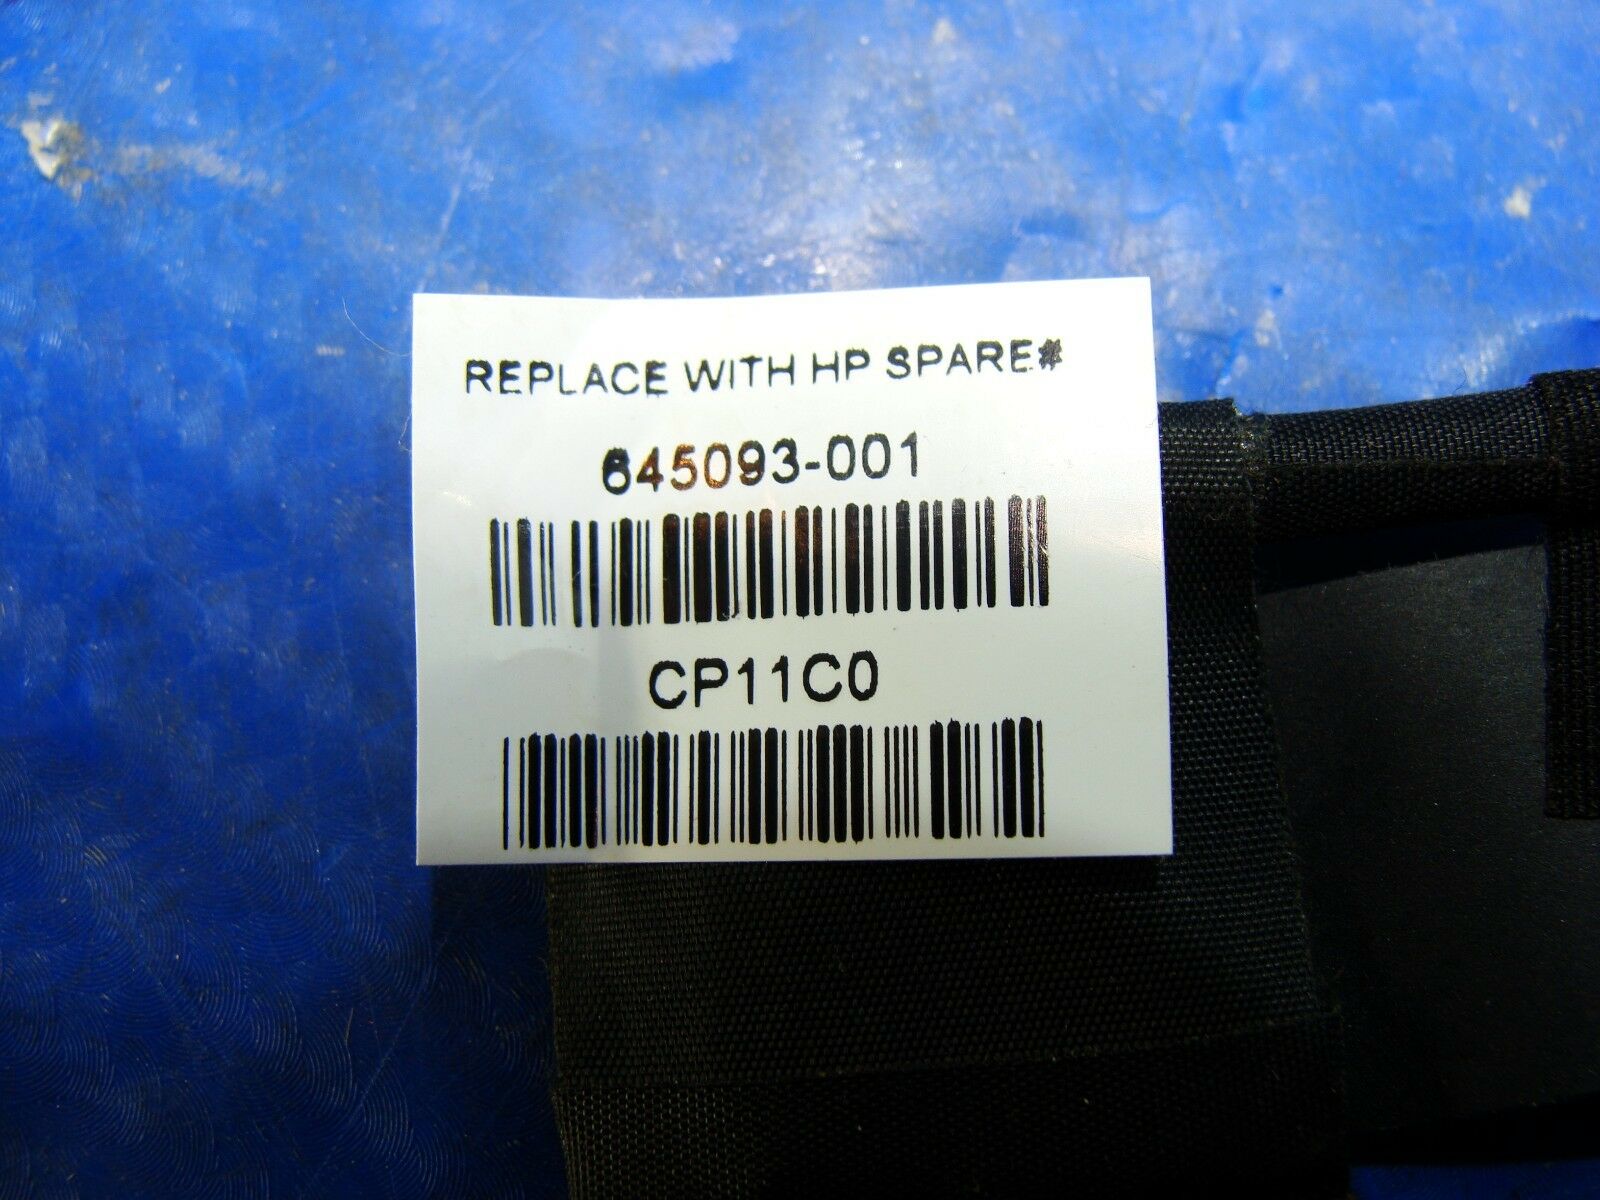 REPLACE WITH HP SPARE#
645093-001
CP11C0